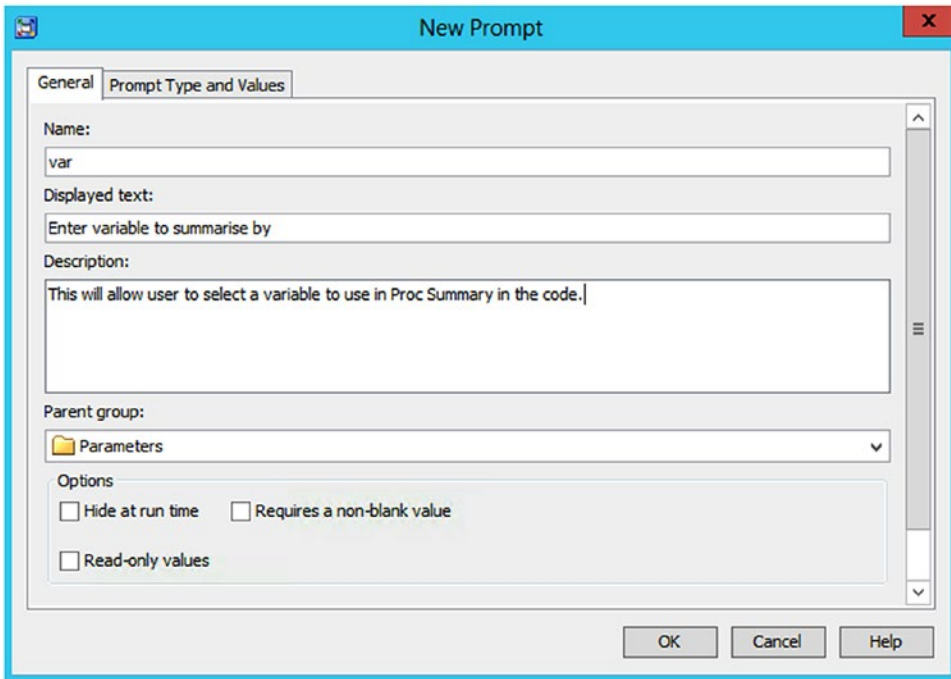 New Prompt
General Prompt Type and Values
Name:
var
Displayed text:
Enter variable to summarise by
Description:
This will allow user to select a variable to use in Proc Summary in the code.
Parent group:
Parameters
Options
Hide at run time Requires a non-blank value
Read-only values
OK Cancel Help